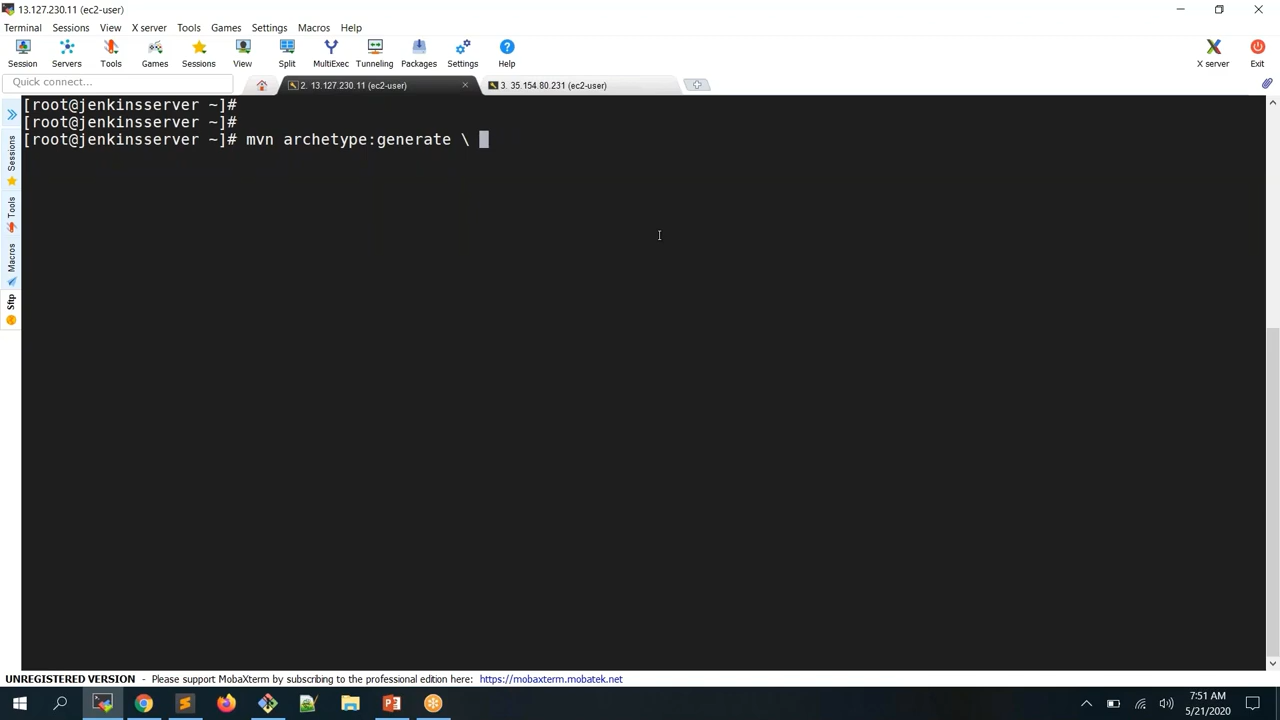 13.127.230.11 (ec2-user)
Terminal Sessions View X server Tools Games Settings Macros Help
Session Servers Tools Games Sessions View Split MultiExec Tunneling Packages Settings Help X server Exit
Quick connect...
2. 13.127.230.11 (ec2-user)
3. 35.154.80.231 (ec2-user)
[root@jenkinsserver ~]#
[root@jenkinsserver ~]#
[root@jenkinsserver ~]# mvn archetype:generate \
Sessions
Tools
Macros
Sftp
UNREGISTERED VERSION - Please support MobaXterm by subscribing to the professional edition here: https://mobaxterm.mobatek.net
7:51 AM
5/21/2020